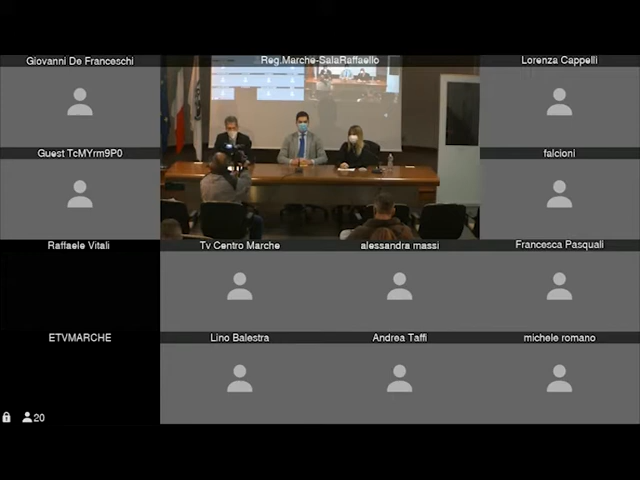 Giovanni De Franceschi
Reg.Marche-SalaRaffaello
Lorenza Cappelli
Guest TcMYrm9P0
falcioni
Raffaele Vitali
Tv Centro Marche
alessandra massi
Francesca Pasquali
ETVMARCHE
Lino Balestra
Andrea Taffi
michele romano
20